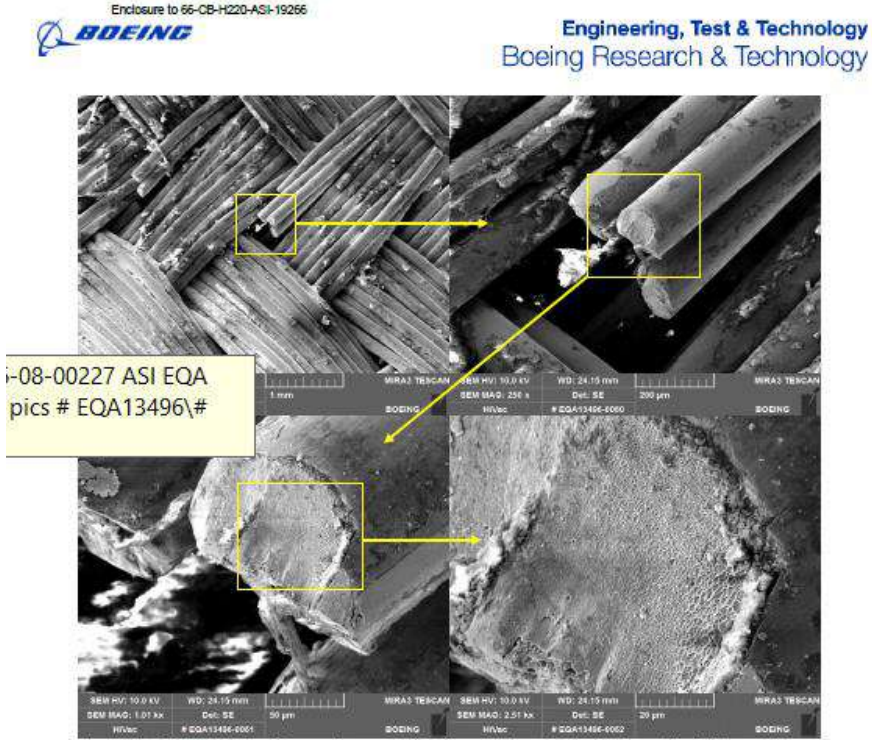 Enclosure to 66-CB-H220-ASI-19266
BOEING
Engineering, Test & Technology
Boeing Research & Technology
-08-00227 ASI EQA
pics # EQA13496\#
1 mm
MIRA3 TESCAN
BOEING
SEM HV: 10.0 kV WD: 24.15 mm MIRA3 TESCAN
SEM MAG: 250 x Det: SE 200 µm
HiVac # EQA13496-0060 BOEING
SEM HV: 10.0 kV WD: 24.15 mm MIRA3 TESCAN
SEM MAG: 1.01 kx Det: SE 50 µm
HiVac # EQA13496-0061 BOEING
SEM HV: 10.0 kV WD: 24.15 mm MIRA3 TESCAN
SEM MAG: 2.51 kx Det: SE 20 µm
HiVac # EQA13496-0062 BOEING